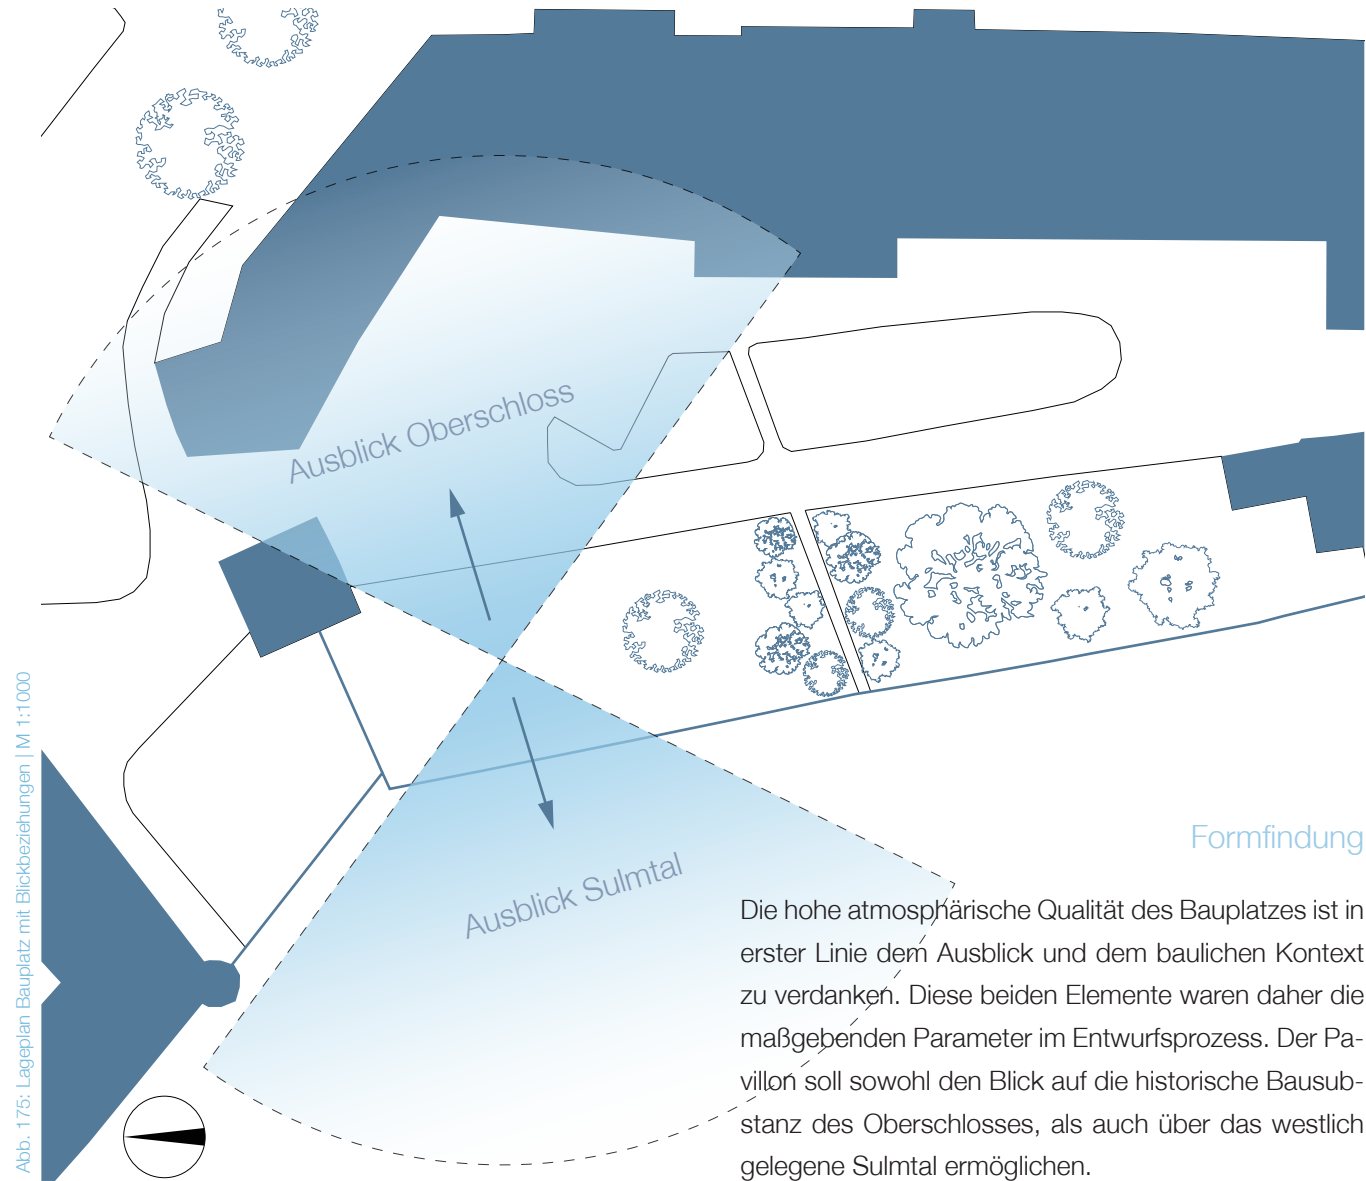 Ausblick Oberschloss
Ausblick Sulmtal
Abb. 175: Lageplan Bauplatz mit Blickbeziehungen | M 1:1000
Formfindung
Die hohe atmosphärische Qualität des Bauplatzes ist in
erster Linie dem Ausblick und dem baulichen Kontext
zu verdanken. Diese beiden Elemente waren daher die
maßgebenden Parameter im Entwurfsprozess. Der Pa-
villon soll sowohl den Blick auf die historische Bausub-
stanz des Oberschlosses, als auch über das westlich
gelegene Sulmtal ermöglichen.